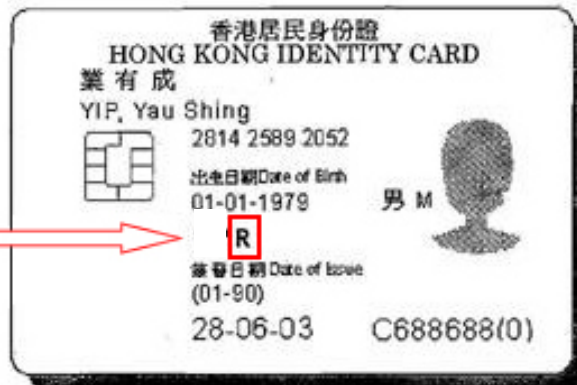 香港居民身份證
HONG KONG IDENTITY CARD
業有成
YIP, Yau Shing
2814 2589 2052
出生日期Date of Birth
01-01-1979 男 M
R
簽發日期Date of Issue
(01-90)
28-06-03 C688688(0)